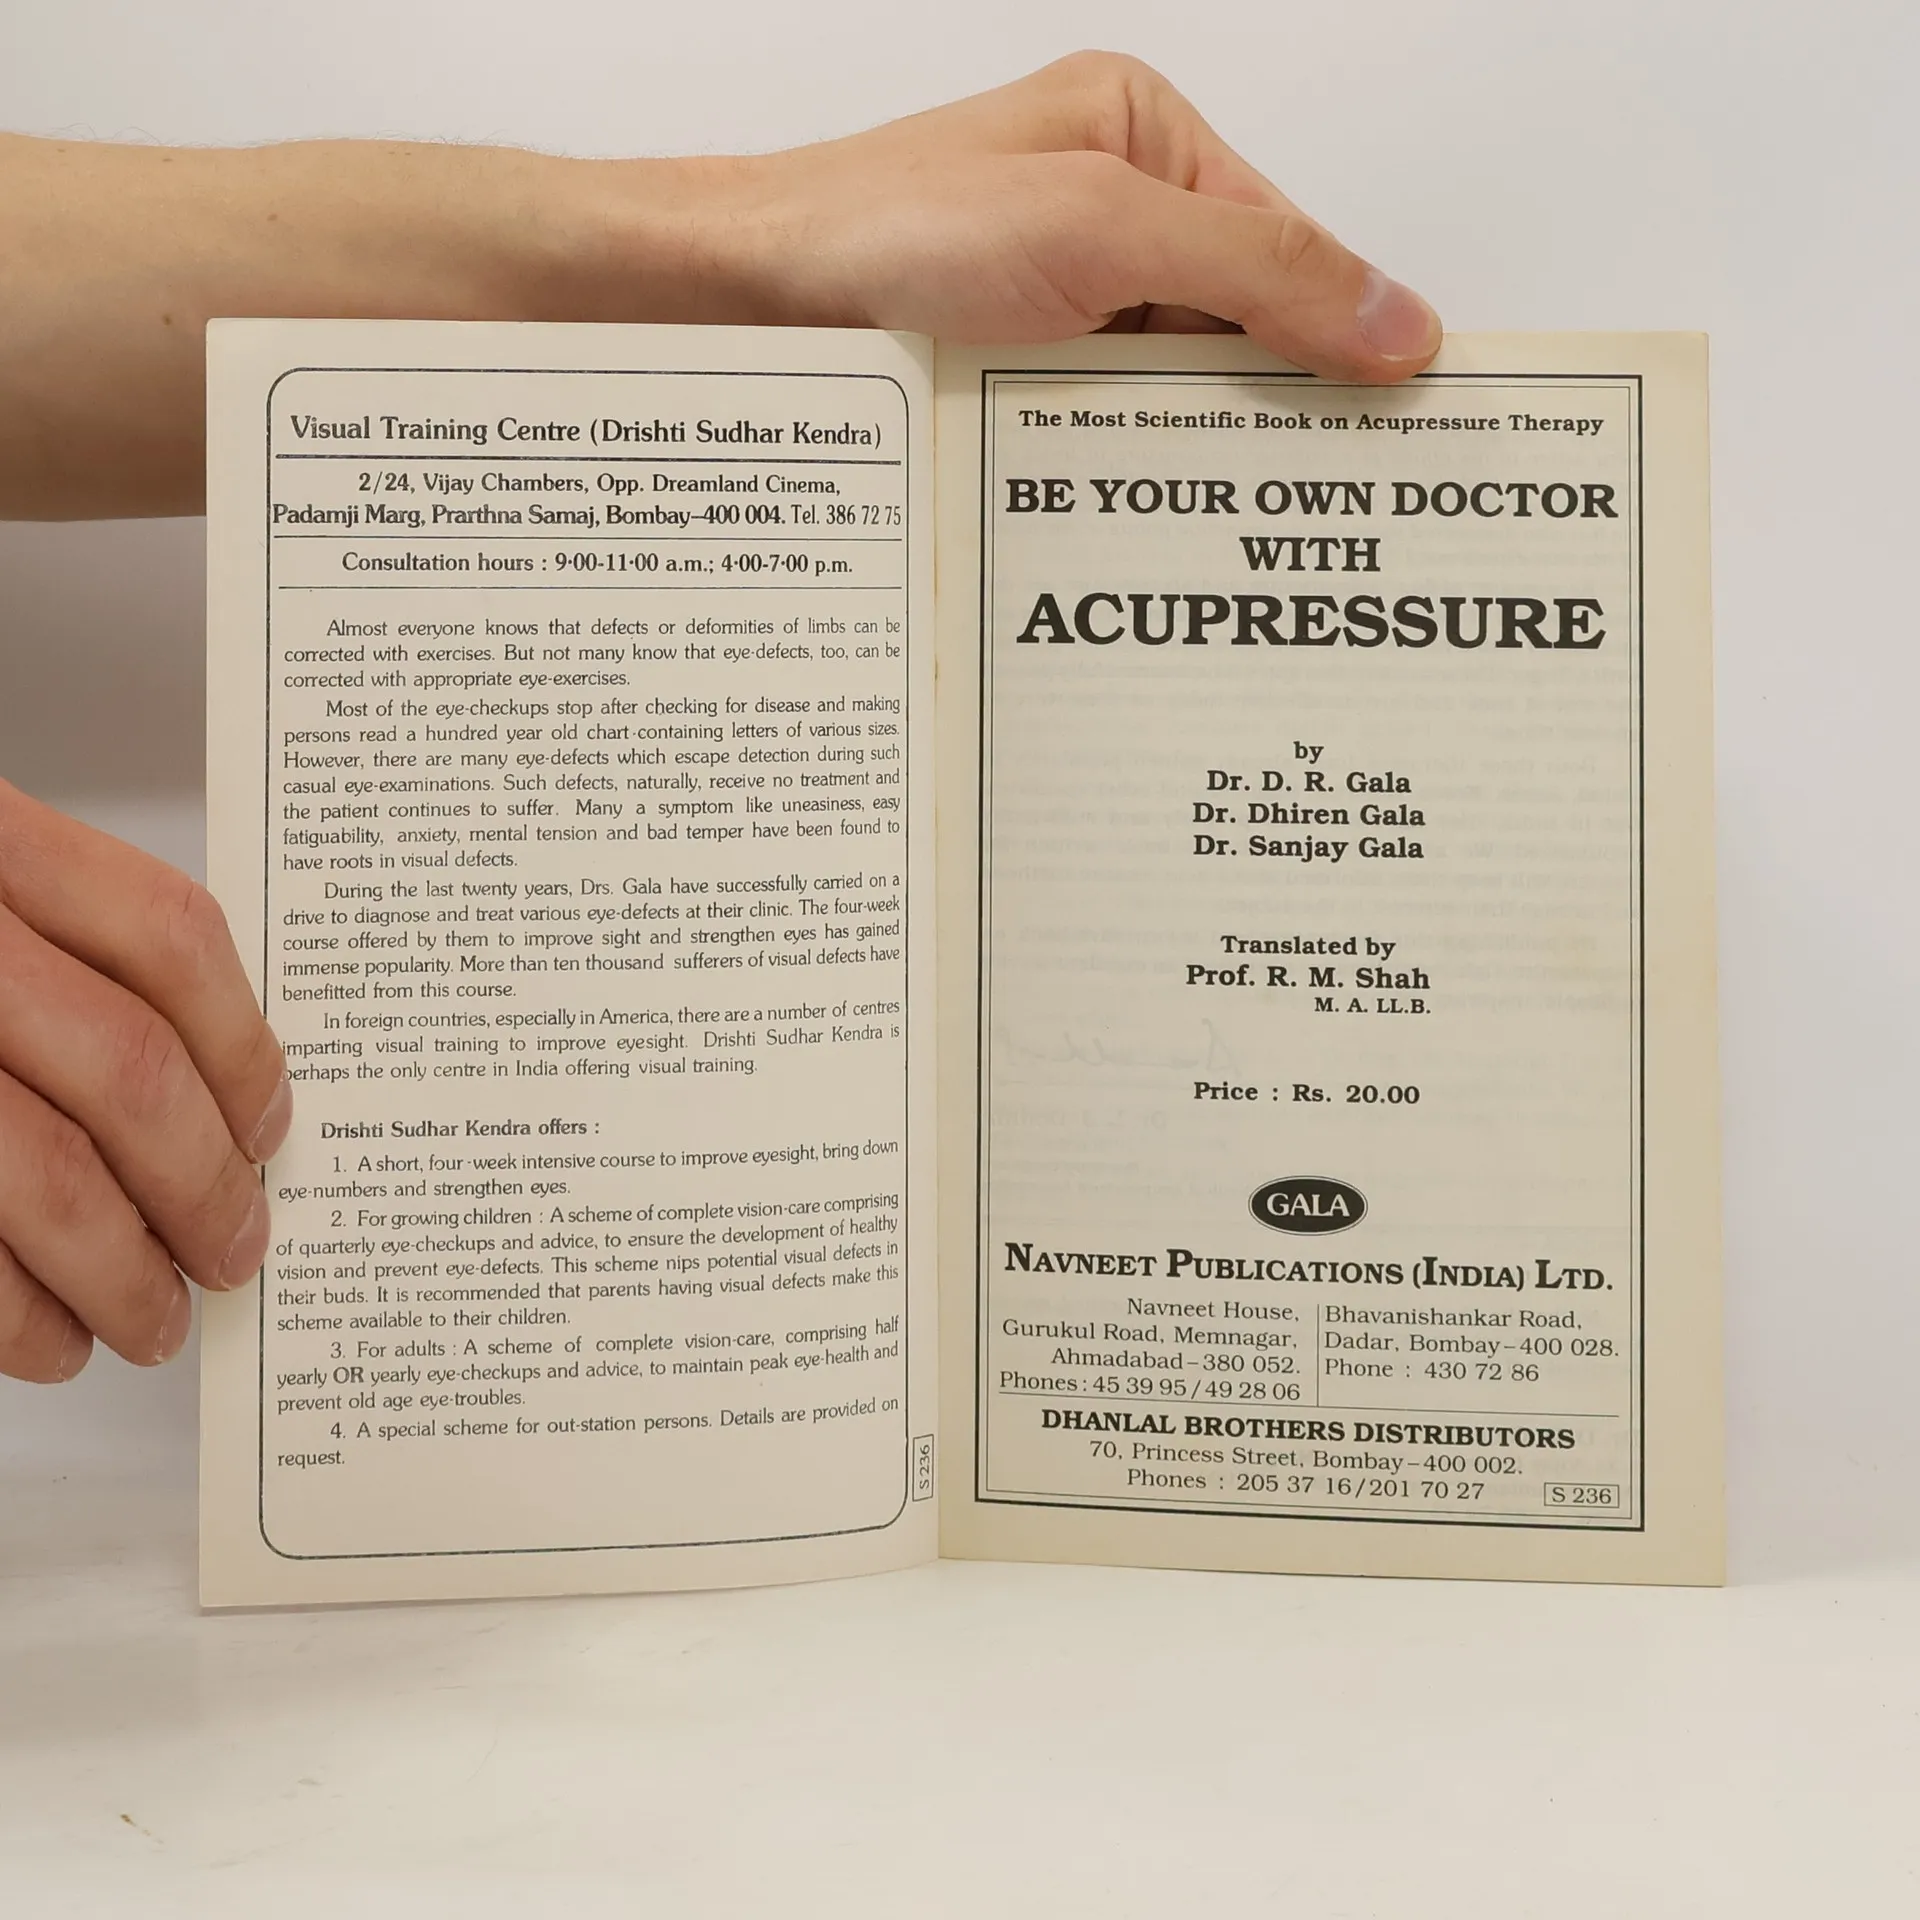 Visual Training Centre (Drishti Sudhar Kendra)
2/24, Vijay Chambers, Opp. Dreamland Cinema,
Padamji Marg, Prarthna Samaj, Bombay–400 004. Tel. 386 72 75
Consultation hours : 9·00-11·00 a.m.; 4·00-7·00 p.m.
Almost everyone knows that defects or deformities of limbs can be
corrected with exercises. But not many know that eye-defects, too, can be
corrected with appropriate eye-exercises.
Most of the eye-checkups stop after checking for disease and making
persons read a hundred year old chart containing letters of various sizes.
However, there are many eye-defects which escape detection during such
casual eye-examinations. Such defects, naturally, receive no treatment and
the patient continues to suffer. Many a symptom like uneasiness, easy
fatiguability, anxiety, mental tension and bad temper have been found to
have roots in visual defects.
During the last twenty years, Drs. Gala have successfully carried on a
drive to diagnose and treat various eye-defects at their clinic. The four-week
course offered by them to improve sight and strengthen eyes has gained
immense popularity. More than ten thousand sufferers of visual defects have
benefitted from this course.
In foreign countries, especially in America, there are a number of centres
imparting visual training to improve eyesight. Drishti Sudhar Kendra is
perhaps the only centre in India offering visual training.
Drishti Sudhar Kendra offers :
1. A short, four-week intensive course to improve eyesight, bring down
eye-numbers and strengthen eyes.
2. For growing children : A scheme of complete vision-care comprising
of quarterly eye-checkups and advice, to ensure the development of healthy
vision and prevent eye-defects. This scheme nips potential visual defects in
their buds. It is recommended that parents having visual defects make this
scheme available to their children.
3. For adults : A scheme of complete vision-care, comprising half
yearly OR yearly eye-checkups and advice, to maintain peak eye-health and
prevent old age eye-troubles.
4. A special scheme for out-station persons. Details are provided on
request.
S 236
The Most Scientific Book on Acupressure Therapy
BE YOUR OWN DOCTOR
WITH
ACUPRESSURE
by
Dr. D. R. Gala
Dr. Dhiren Gala
Dr. Sanjay Gala
Translated by
Prof. R. M. Shah
M. A. LL.B.
Price : Rs. 20.00
GALA
NAVNEET PUBLICATIONS (INDIA) LTD.
Navneet House,
Gurukul Road, Memnagar,
Ahmadabad–380 052.
Phones : 45 39 95 / 49 28 06
Bhavanishankar Road,
Dadar, Bombay–400 028.
Phone : 430 72 86
DHANLAL BROTHERS DISTRIBUTORS
70, Princess Street, Bombay–400 002.
Phones : 205 37 16/201 70 27
S 236